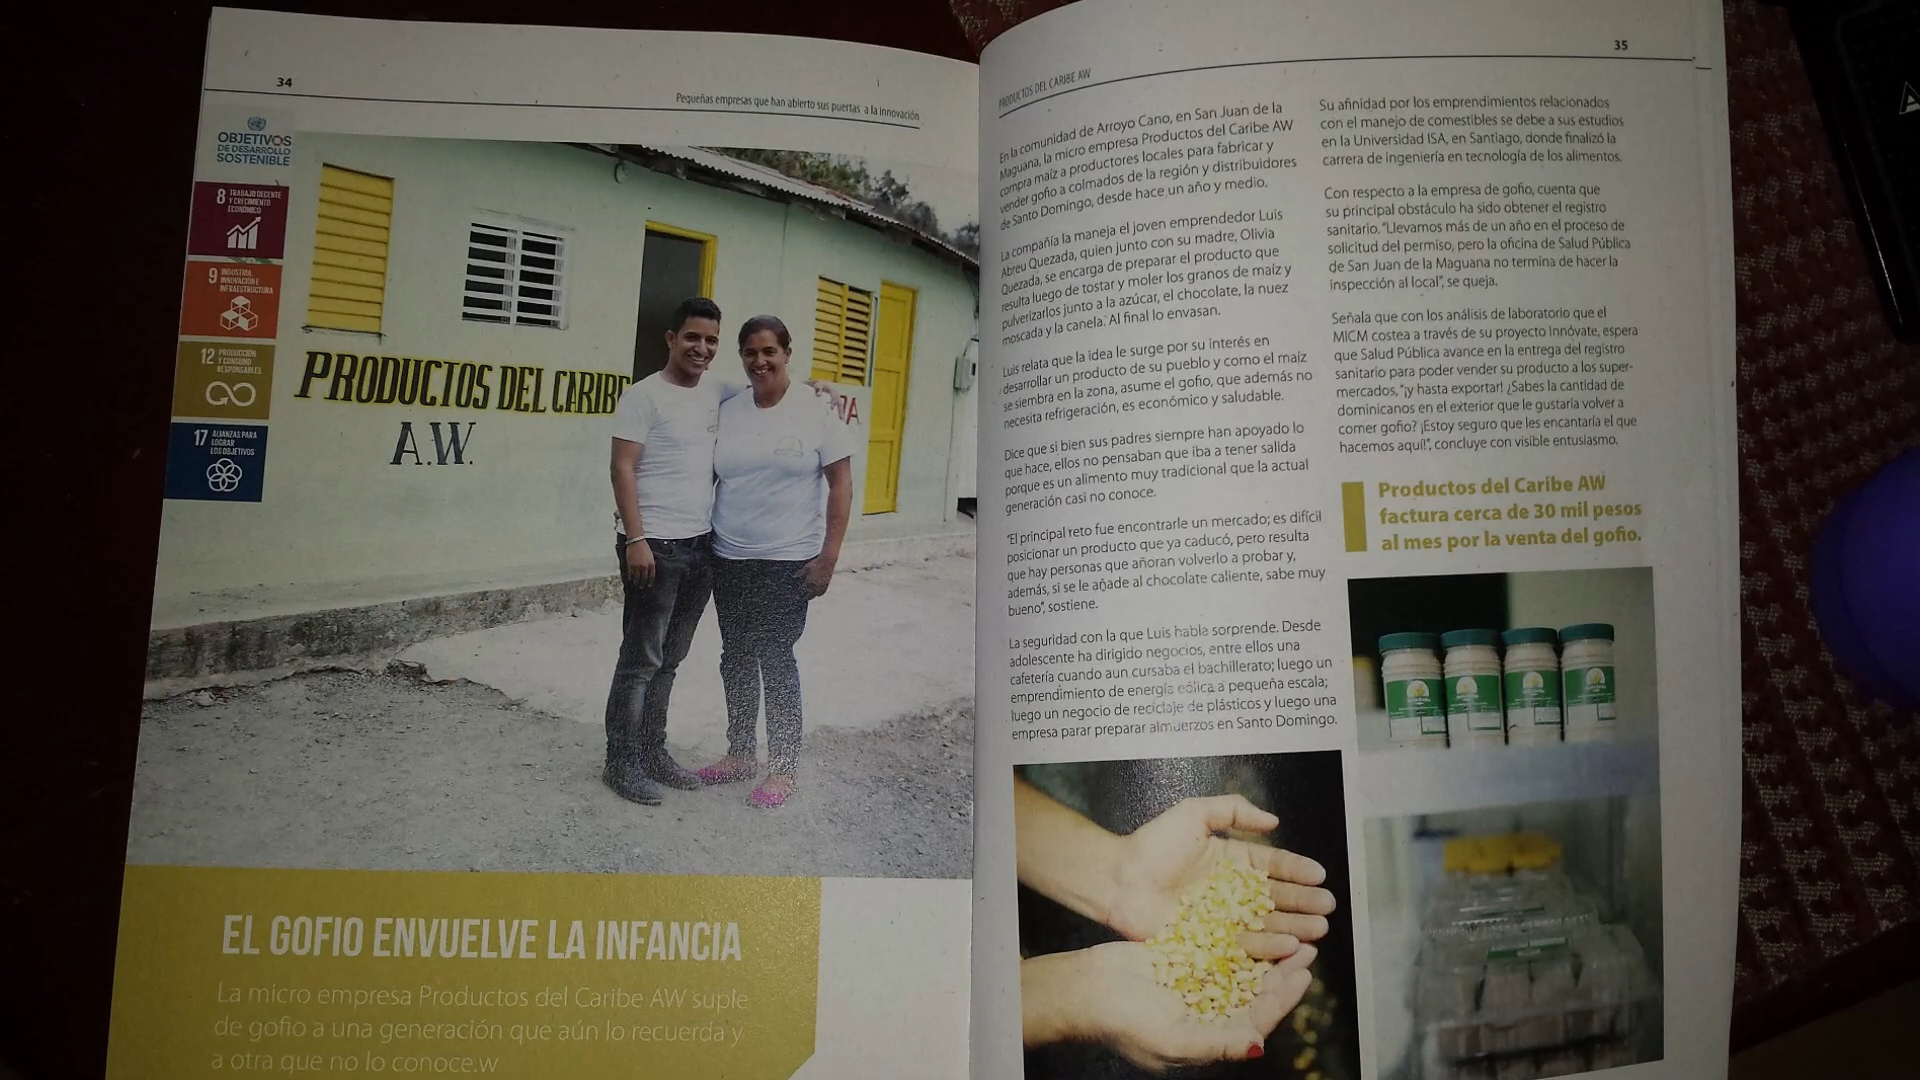 34
Pequeñas empresas que han abierto sus puertas a la innovación
OBJETIVOS
DE DESARROLLO
SOSTENIBLE
8 TRABAJO DECENTE
Y CRECIMIENTO
ECONÓMICO
9 INDUSTRIA,
INNOVACIÓN E
INFRAESTRUCTURA
12 PRODUCCIÓN
Y CONSUMO
RESPONSABLES
17 ALIANZAS PARA
LOGRAR
LOS OBJETIVOS
PRODUCTOS DEL CARIBE
A.W.
EL GOFIO ENVUELVE LA INFANCIA
La micro empresa Productos del Caribe AW suple
de gofio a una generación que aún lo recuerda y
a otra que no lo conoce.w
35
PRODUCTOS DEL CARIBE AW
En la comunidad de Arroyo Cano, en San Juan de la
Maguana, la micro empresa Productos del Caribe AW
compra maíz a productores locales para fabricar y
vender gofio a colmados de la región y distribuidores
de Santo Domingo, desde hace un año y medio.
La compañía la maneja el joven emprendedor Luis
Abreu Quezada, quien junto con su madre, Olivia
Quezada, se encarga de preparar el producto que
resulta luego de tostar y moler los granos de maíz y
pulverizarlos junto a la azúcar, el chocolate, la nuez
moscada y la canela. Al final lo envasan.
Luis relata que la idea le surge por su interés en
desarrollar un producto de su pueblo y como el maíz
se siembra en la zona, asume el gofio, que además no
necesita refrigeración, es económico y saludable.
Dice que si bien sus padres siempre han apoyado lo
que hace, ellos no pensaban que iba a tener salida
porque es un alimento muy tradicional que la actual
generación casi no conoce.
"El principal reto fue encontrarle un mercado; es difícil
posicionar un producto que ya caducó, pero resulta
que hay personas que añoran volverlo a probar y,
además, si se le añade al chocolate caliente, sabe muy
bueno", sostiene.
La seguridad con la que Luis habla sorprende. Desde
adolescente ha dirigido negocios, entre ellos una
cafetería cuando aun cursaba el bachillerato; luego un
emprendimiento de energía eólica a pequeña escala;
luego un negocio de reciclaje de plásticos y luego una
empresa parar preparar almuerzos en Santo Domingo.
Su afinidad por los emprendimientos relacionados
con el manejo de comestibles se debe a sus estudios
en la Universidad ISA, en Santiago, donde finalizó la
carrera de ingeniería en tecnología de los alimentos.
Con respecto a la empresa de gofio, cuenta que
su principal obstáculo ha sido obtener el registro
sanitario. "Llevamos más de un año en el proceso de
solicitud del permiso, pero la oficina de Salud Pública
de San Juan de la Maguana no termina de hacer la
inspección al local", se queja.
Señala que con los análisis de laboratorio que el
MICM costea a través de su proyecto Innóvate, espera
que Salud Pública avance en la entrega del registro
sanitario para poder vender su producto a los super-
mercados, "¡y hasta exportar! ¿Sabes la cantidad de
dominicanos en el exterior que le gustaría volver a
comer gofio? ¡Estoy seguro que les encantaría el que
hacemos aquí!", concluye con visible entusiasmo.
Productos del Caribe AW
factura cerca de 30 mil pesos
al mes por la venta del gofio.